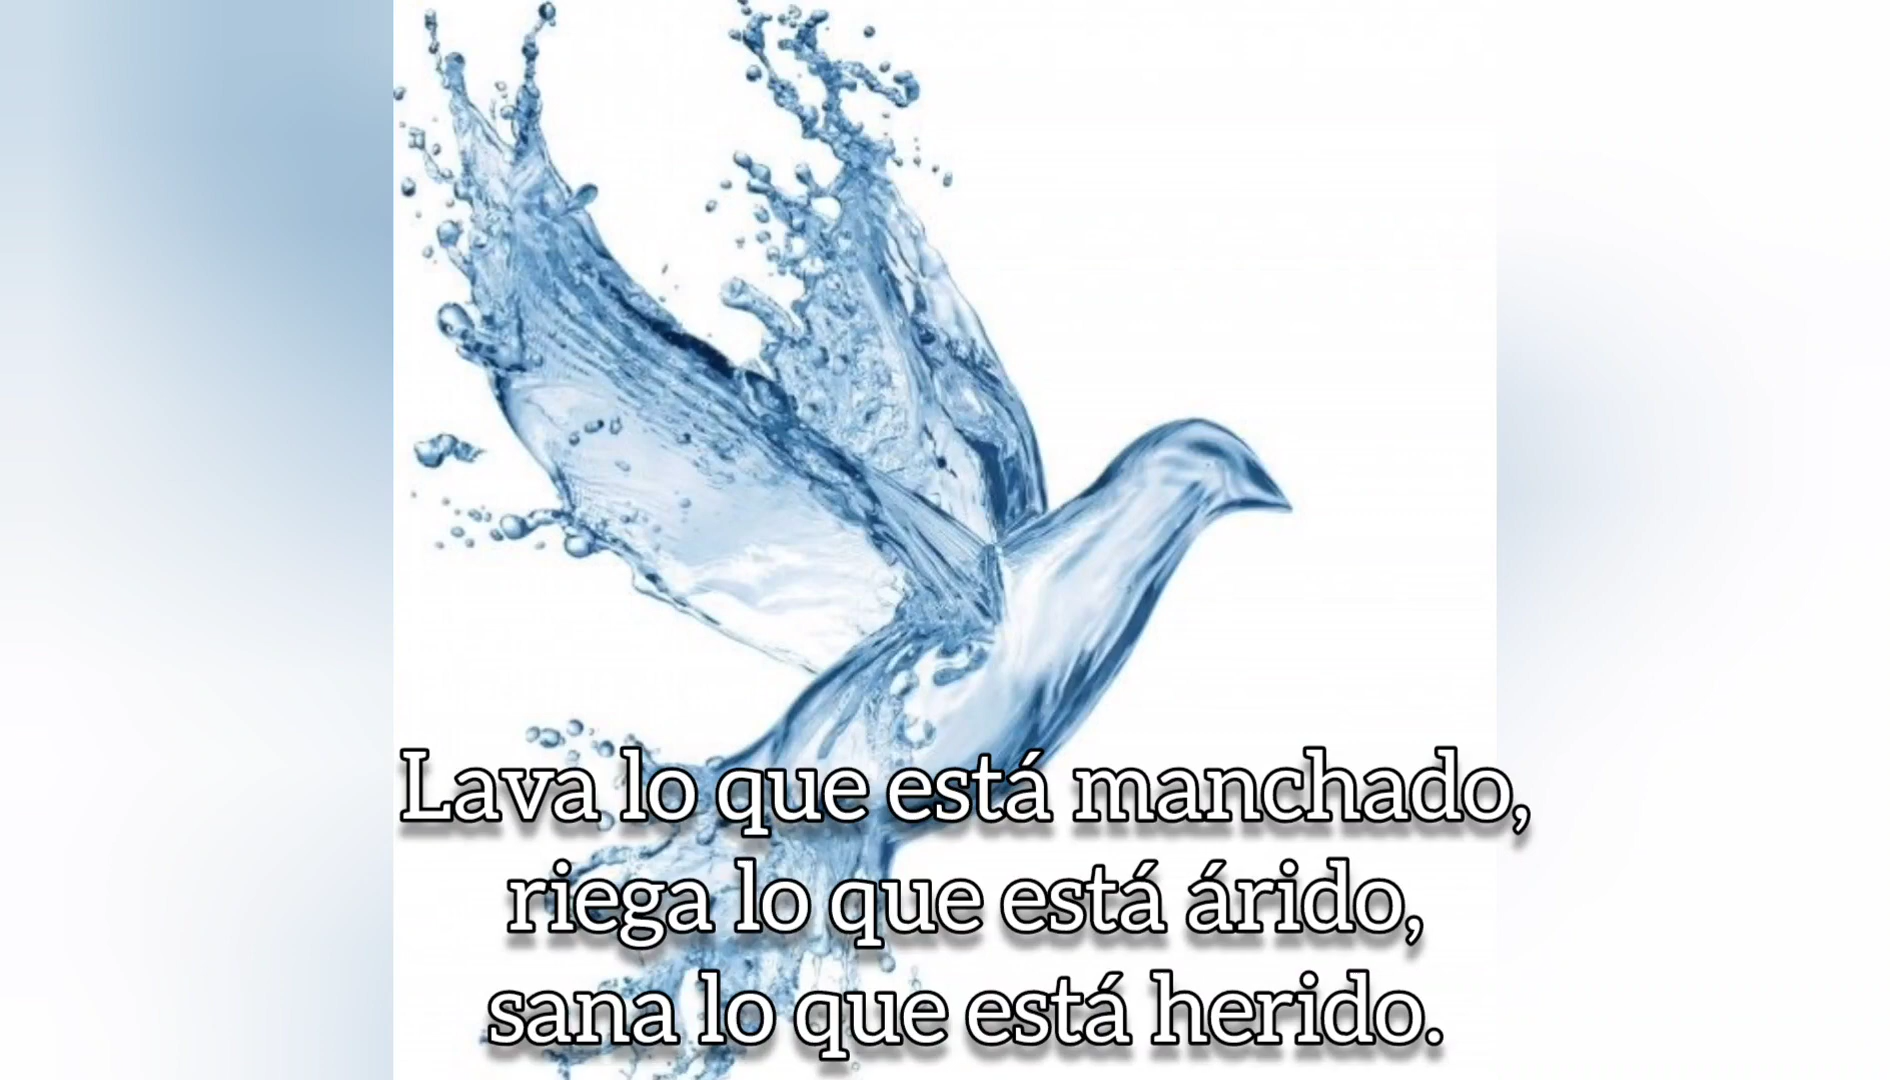 Lava lo que está manchado,
riega lo que está árido,
sana lo que está herido.